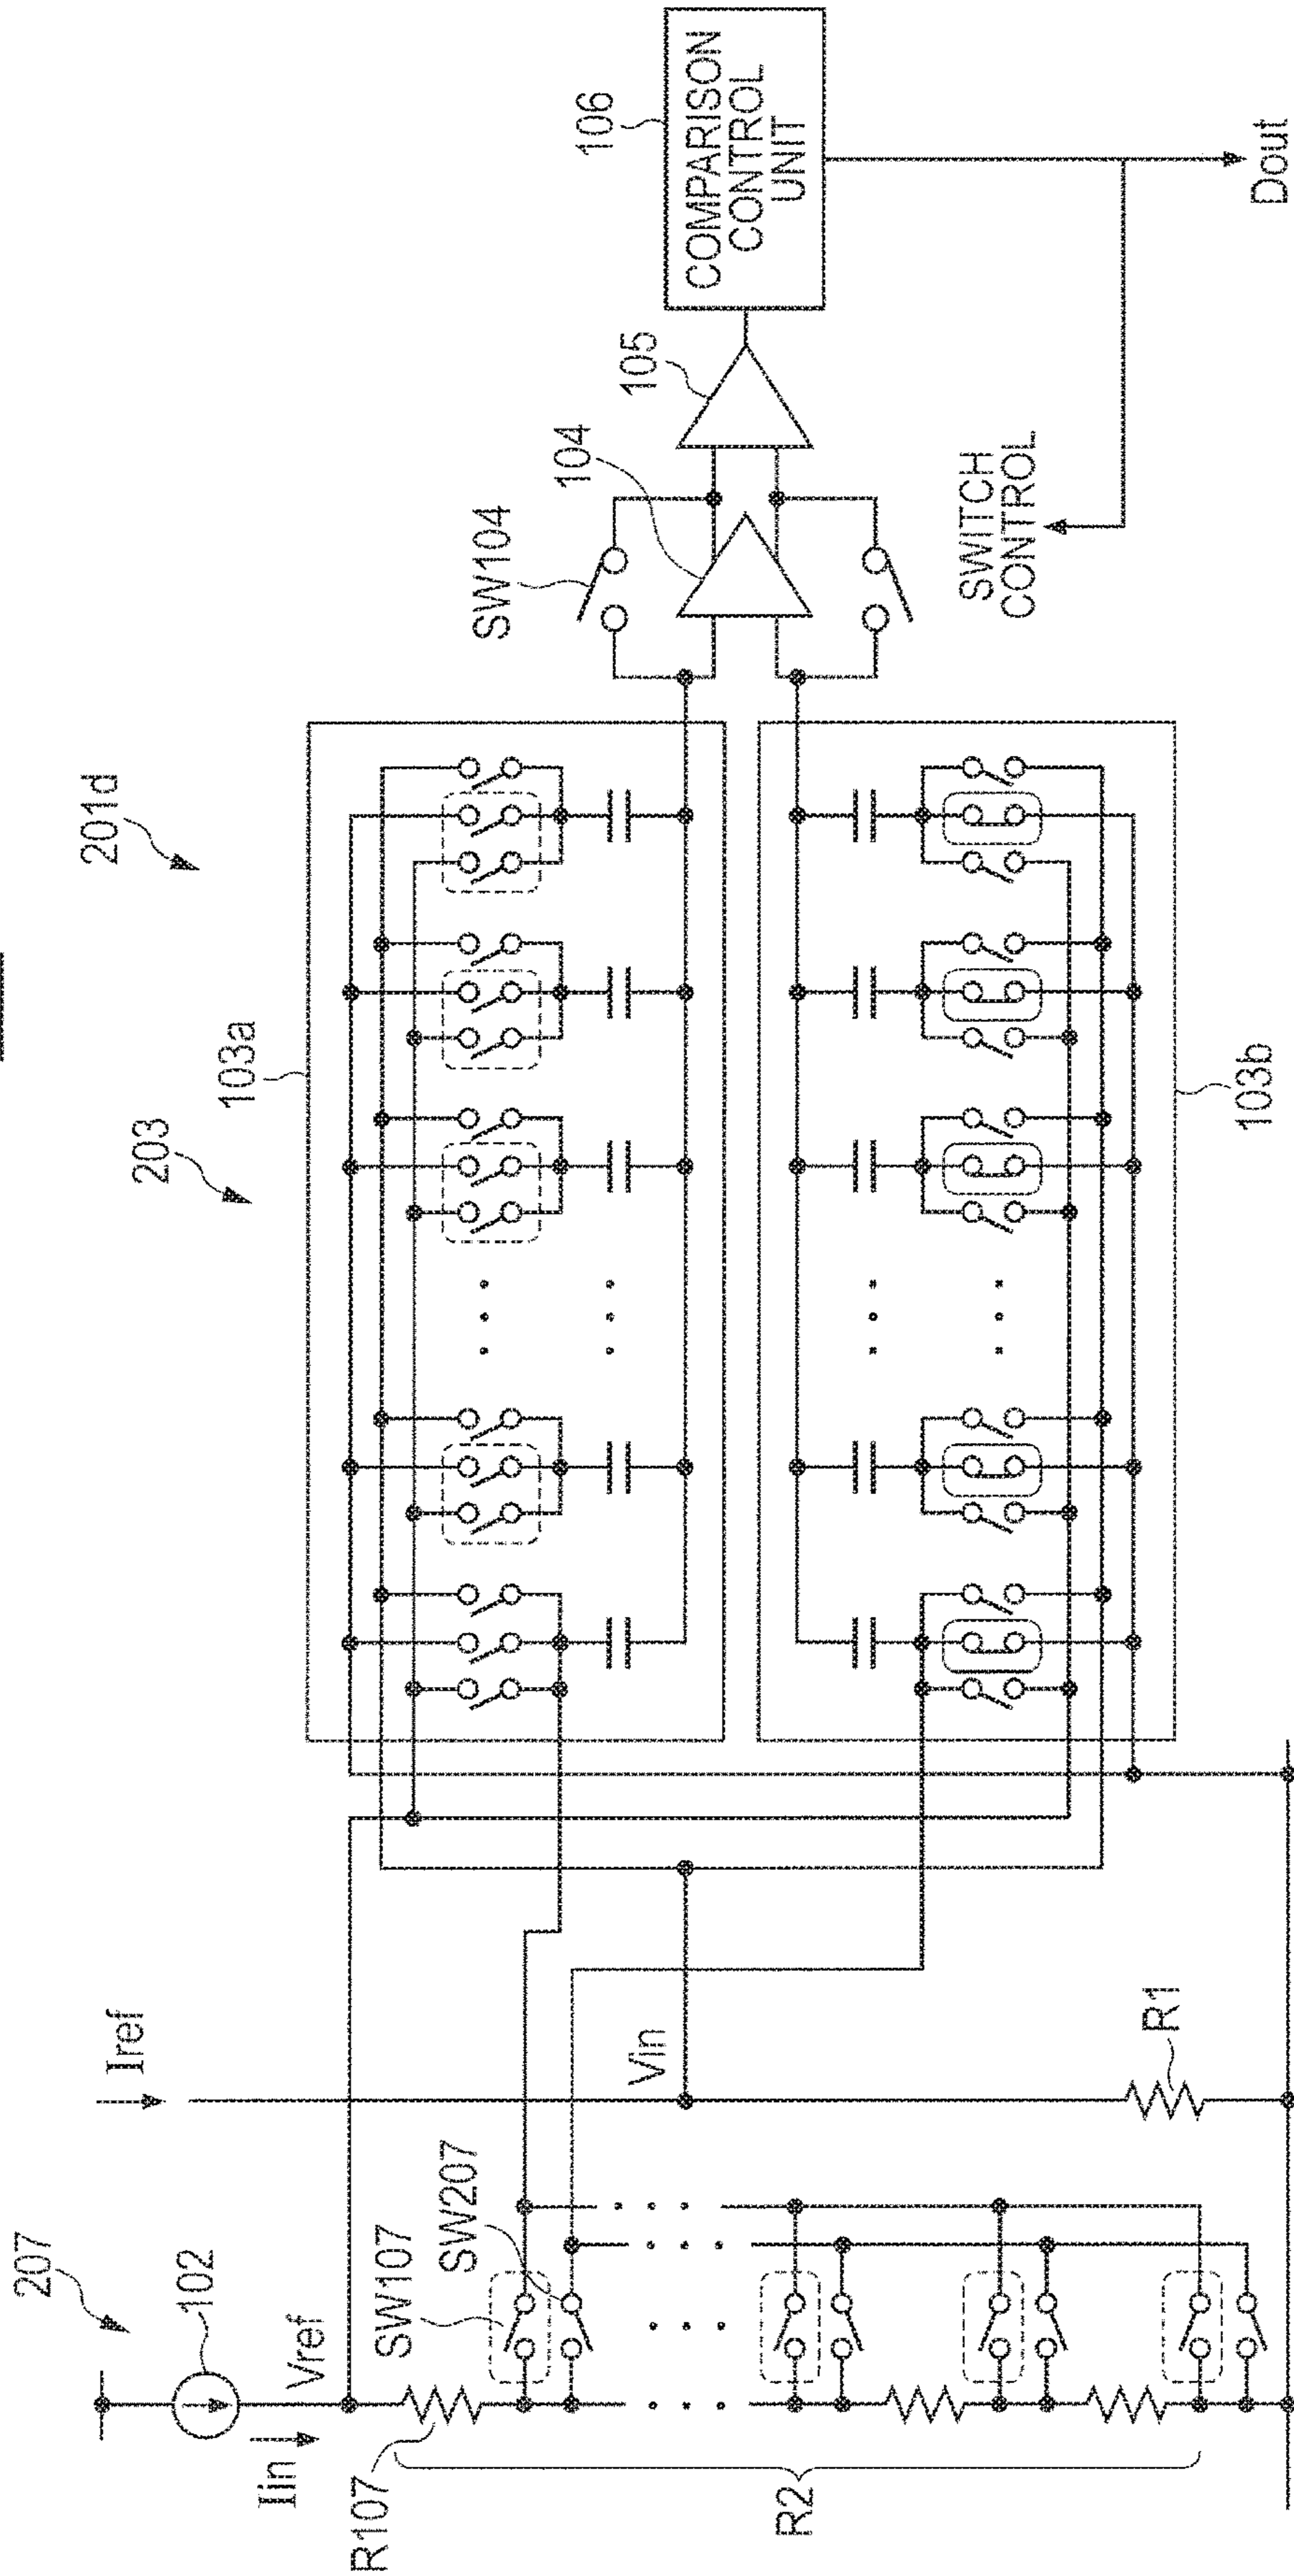 207
102
Iin
Vref
Iref
R107
SW107
SW207
R2
Vin
R1
203
201d
103a
103b
SW104
104
105
106
COMPARISON
CONTROL
UNIT
SWITCH
CONTROL
Dout